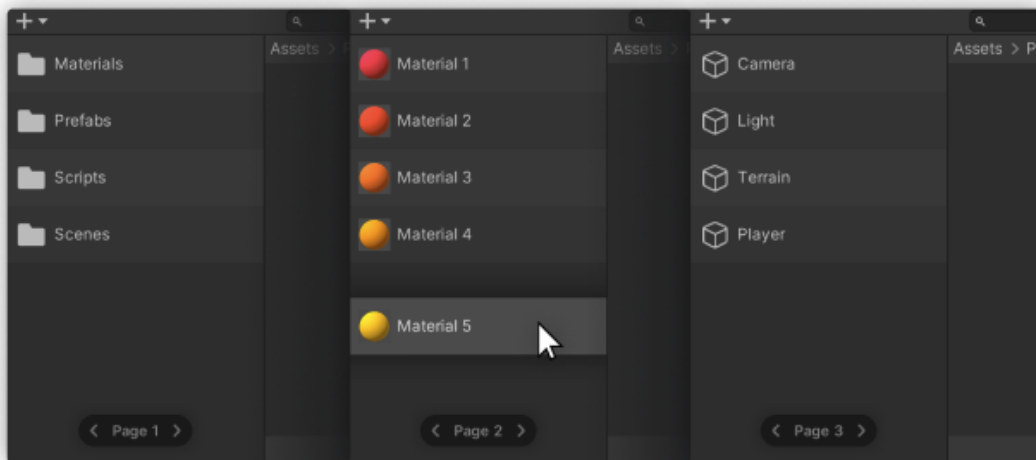 Assets >
Materials
Prefabs
Scripts
Scenes
< Page 1 >
Assets >
Material 1
Material 2
Material 3
Material 4
Material 5
< Page 2 >
Assets > P
Camera
Light
Terrain
Player
< Page 3 >